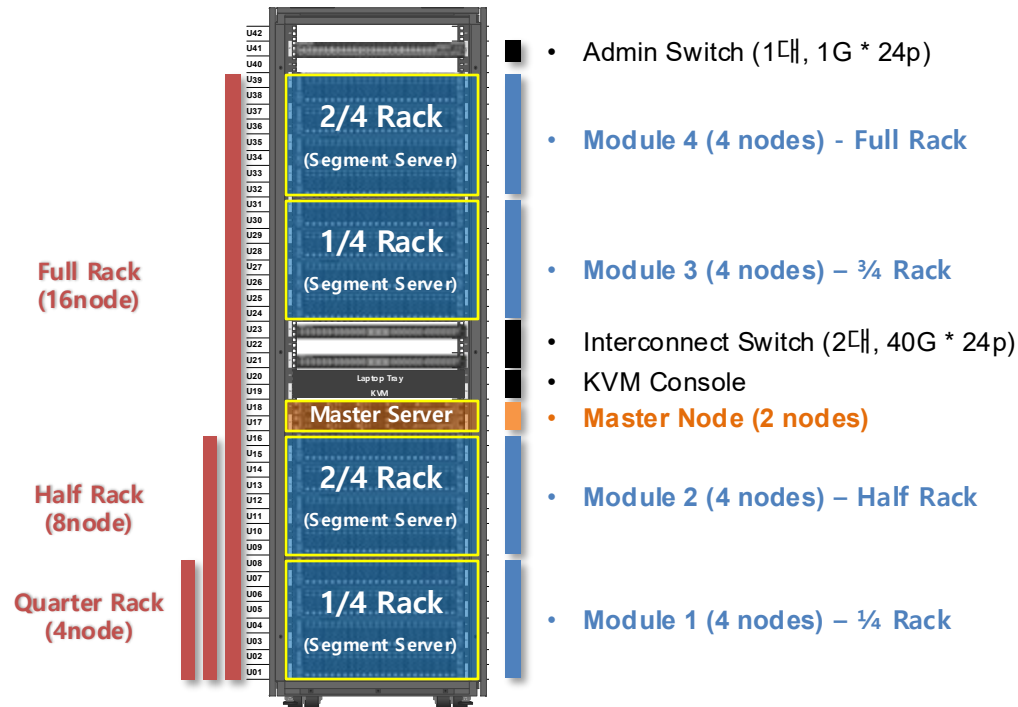 U42
U41
U40
U39
U38
U37
U36
U35
U34
U33
U32
U31
U30
U29
U28
U27
U26
U25
U24
U23
U22
U21
U20
U19
U18
U17
U16
U15
U14
U13
U12
U11
U10
U09
U08
U07
U06
U05
U04
U03
U02
U01
Full Rack
(16node)
Half Rack
(8node)
Quarter Rack
(4node)
2/4 Rack
(Segment Server)
1/4 Rack
(Segment Server)
Laptop Tray
KVM
Master Server
2/4 Rack
(Segment Server)
1/4 Rack
(Segment Server)
• Admin Switch (1대, 1G * 24p)
• Module 4 (4 nodes) - Full Rack
• Module 3 (4 nodes) – ¾ Rack
• Interconnect Switch (2대, 40G * 24p)
• KVM Console
• Master Node (2 nodes)
• Module 2 (4 nodes) – Half Rack
• Module 1 (4 nodes) – ¼ Rack